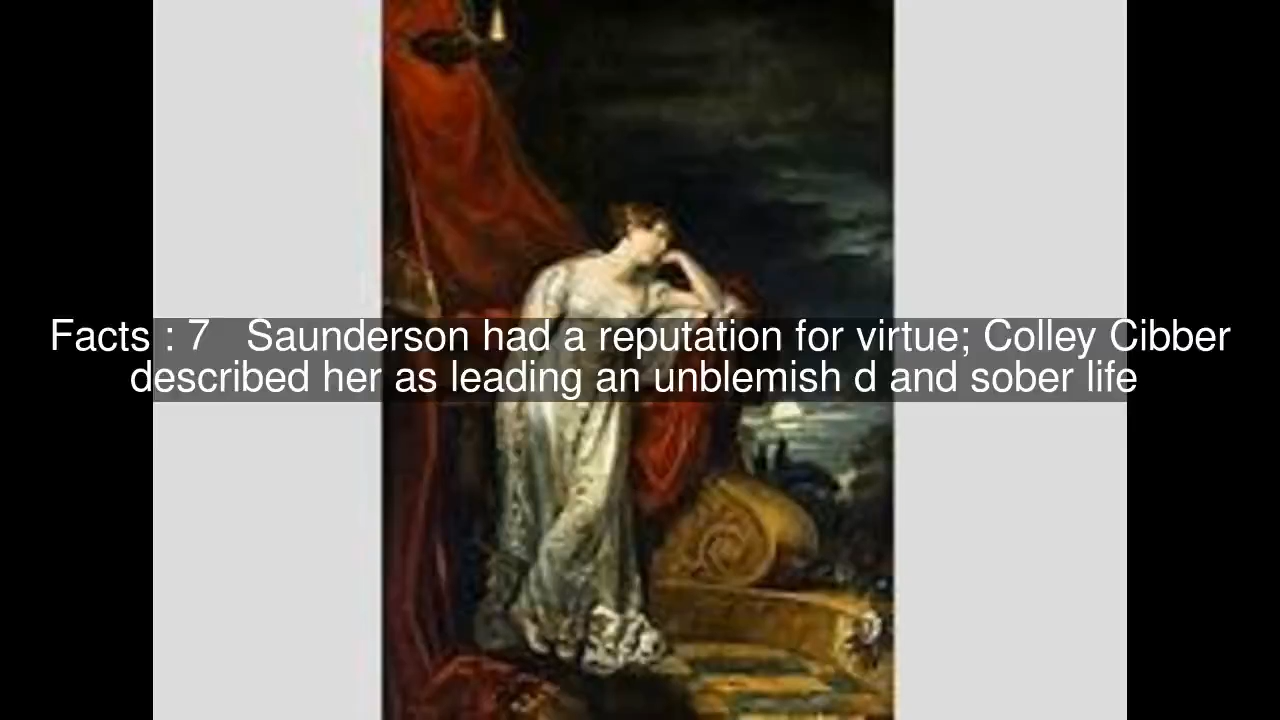 Facts : 7   Saunderson had a reputation for virtue; Colley Cibber
described her as leading an unblemish d and sober life